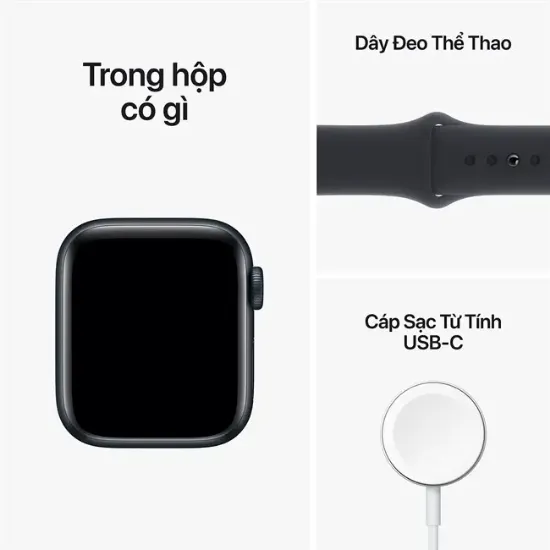 Trong hộp
có gì
Dây Đeo Thể Thao
Cáp Sạc Từ Tính
USB-C